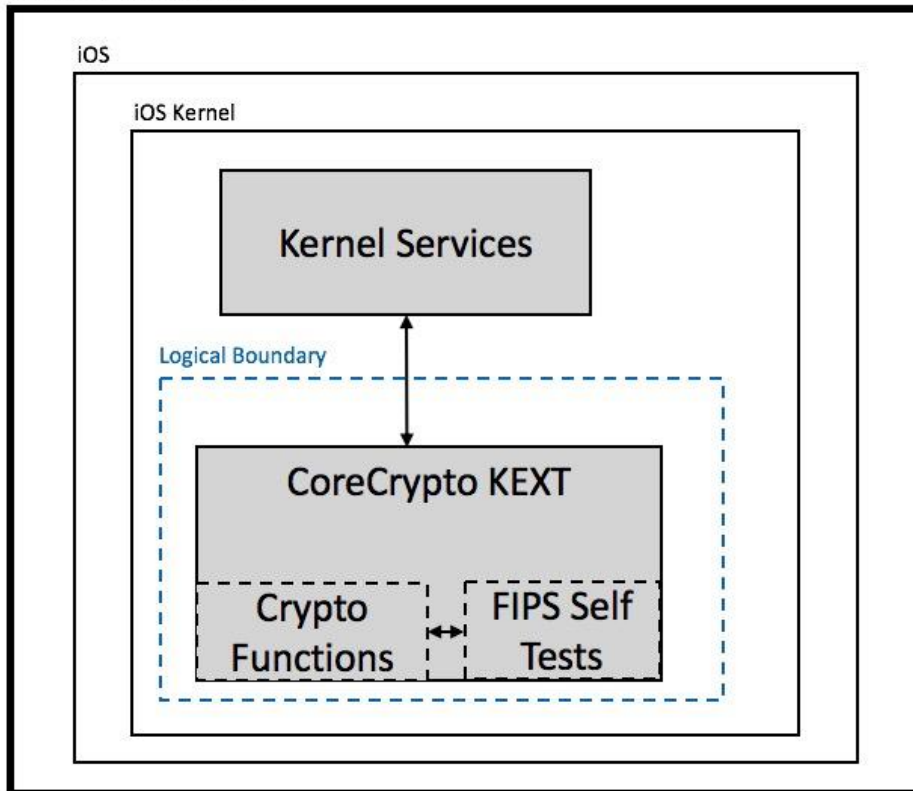 iOS
iOS Kernel
Kernel Services
Logical Boundary
CoreCrypto KEXT
Crypto
Functions
FIPS Self
Tests